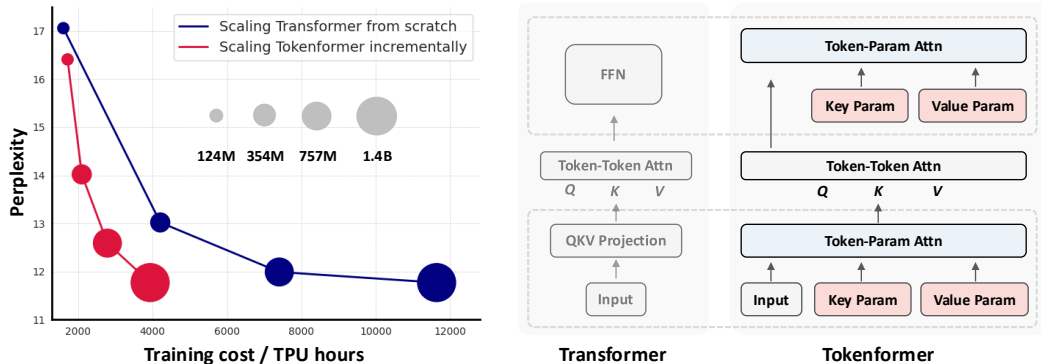 17
16
15
14
13
12
11
Perplexity
Scaling Transformer from scratch
Scaling Tokenformer incrementally
124M 354M 757M 1.4B
2000 4000 6000 8000 10000 12000
Training cost / TPU hours
FFN
Token-Token Attn
Q K V
QKV Projection
Input
Transformer
Token-Param Attn
Key Param Value Param
Token-Token Attn
Q K V
Token-Param Attn
Input Key Param Value Param
Tokenformer